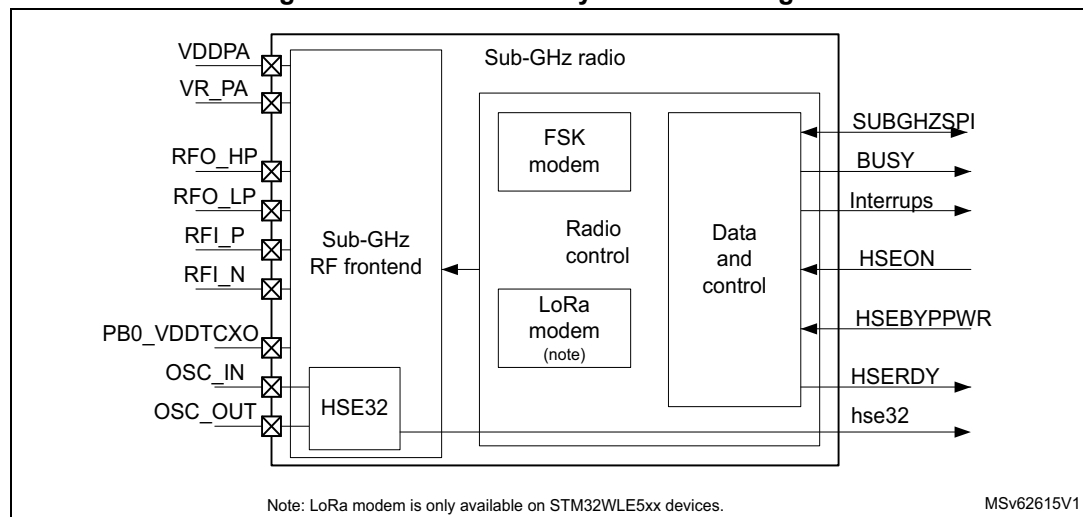 Sub-GHz radio
VDDPA
VR_PA
RFO_HP
RFO_LP
RFI_P
RFI_N
PB0_VDDTCXO
OSC_IN
OSC_OUT
Sub-GHz
RF frontend
HSE32
FSK
modem
Radio
control
LoRa
modem
(note)
Data
and
control
SUBGHZSPI
BUSY
Interrups
HSEON
HSEBYPPWR
HSERDY
hse32
Note: LoRa modem is only available on STM32WLE5xx devices.
MSv62615V1